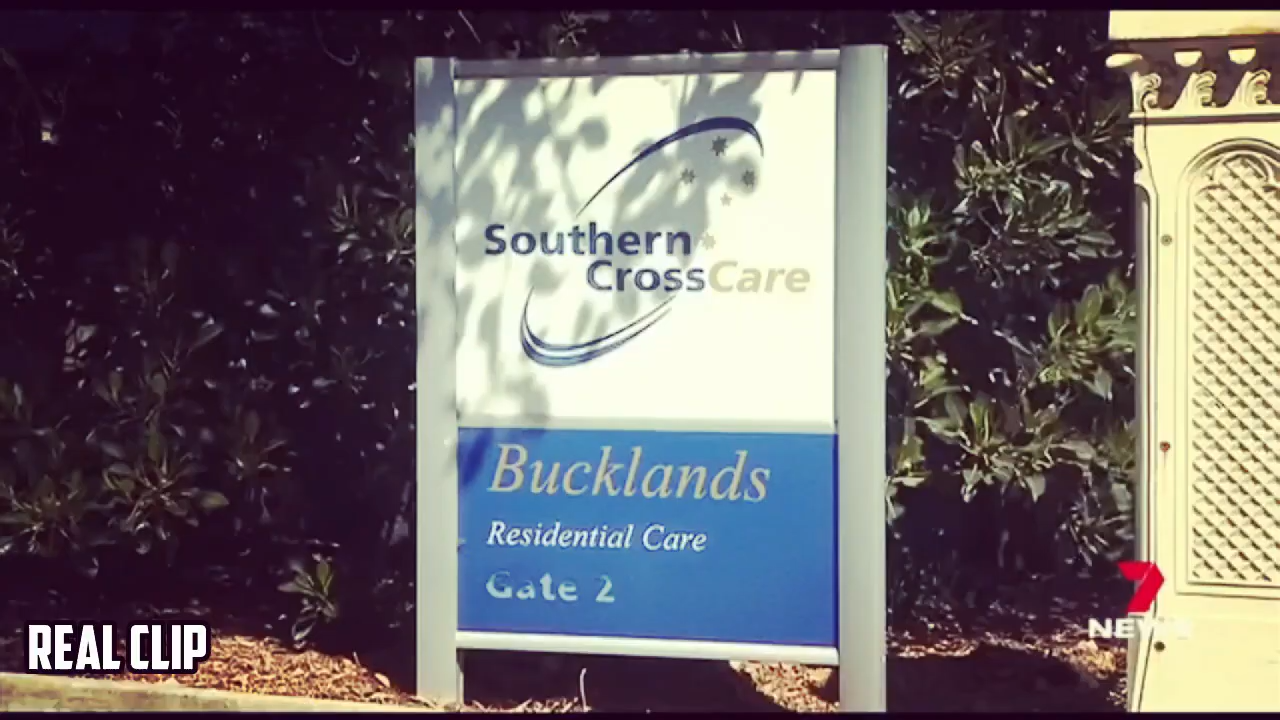 Southern
CrossCare
Bucklands
Residential Care
Gate 2
REAL CLIP
7
NEWS